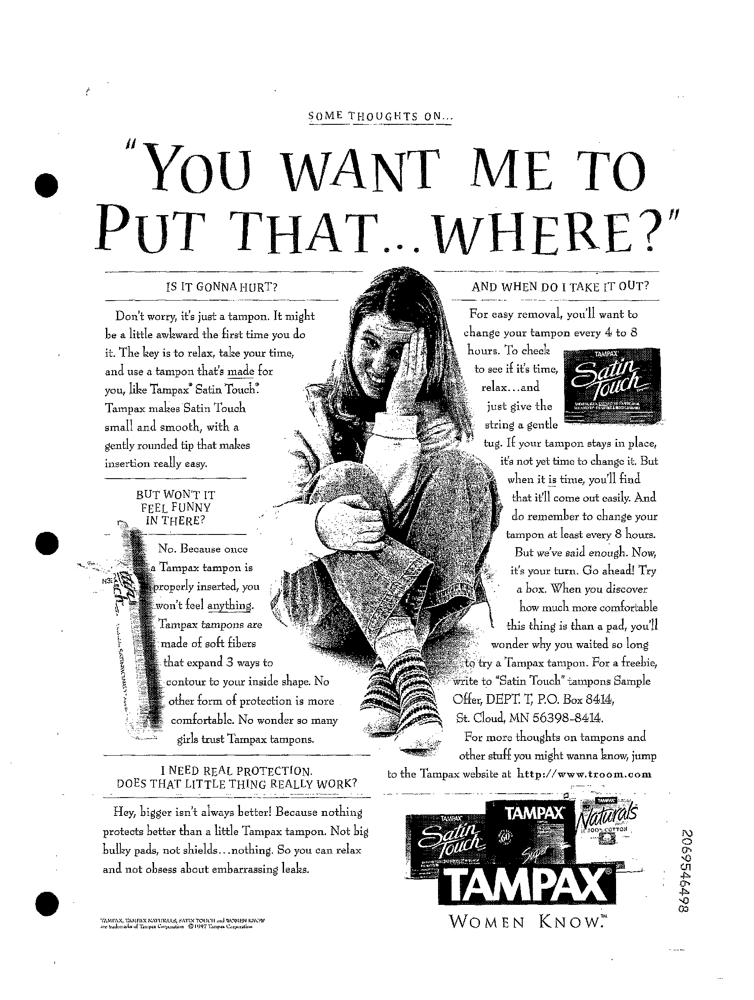 SOME THOUGHTS ON...
"YOU WANT ME TO
PUT THAT...WHERE?"
IS IT GONNA HURT?
Don't worry, it's just a tampon. It might
be a little awkward the first time you do
it. The key is to relax, take your time,
and use a tampon that's made for
you, like Tampax® Satin Touch®.
Tampax makes Satin Touch
small and smooth, with a
gently rounded tip that makes
insertion really easy.
BUT WON'T IT
FEEL FUNNY
IN THERE?
No. Because once
a Tampax tampon is
properly inserted, you
won't feel anything.
Tampax tampons are
made of soft fibers
that expand 3 ways to
contour to your inside shape. No
other form of protection is more
comfortable. No wonder so many
girls trust Tampax tampons.
I NEED REAL PROTECTION.
DOES THAT LITTLE THING REALLY WORK?
Hey, bigger isn't always better! Because nothing
protects better than a little Tampax tampon. Not big
bulky pads, not shields...nothing. So you can relax
and not obsess about embarrassing leaks.
TAMPAX, TAMPAX NATURALS, SATIN TOUCH and WOMEN KNOW
are trademarks of Tampax Corporation ©1997 Tampax Corporation
AND WHEN DO I TAKE IT OUT?
For easy removal, you'll want to
change your tampon every 4 to 8
hours. To check
to see if it's time,
relax...and
just give the
string a gentle
tug. If your tampon stays in place,
it's not yet time to change it. But
when it is time, you'll find
that it'll come out easily. And
do remember to change your
tampon at least every 8 hours.
But we've said enough. Now,
it's your turn. Go ahead! Try
a box. When you discover
how much more comfortable
this thing is than a pad, you'll
wonder why you waited so long
to try a Tampax tampon. For a freebie,
write to "Satin Touch" tampons Sample
Offer, DEPT. T, P.O. Box 8414,
St. Cloud, MN 56398-8414.
For more thoughts on tampons and
other stuff you might wanna know, jump
to the Tampax website at http://www.troom.com
TAMPAX
Satin
Touch
TAMPAX
Satin
Touch
TAMPAX
Super
TAMPAX
Naturals
100% COTTON
TAMPAX®
WOMEN KNOW.™
2069546498